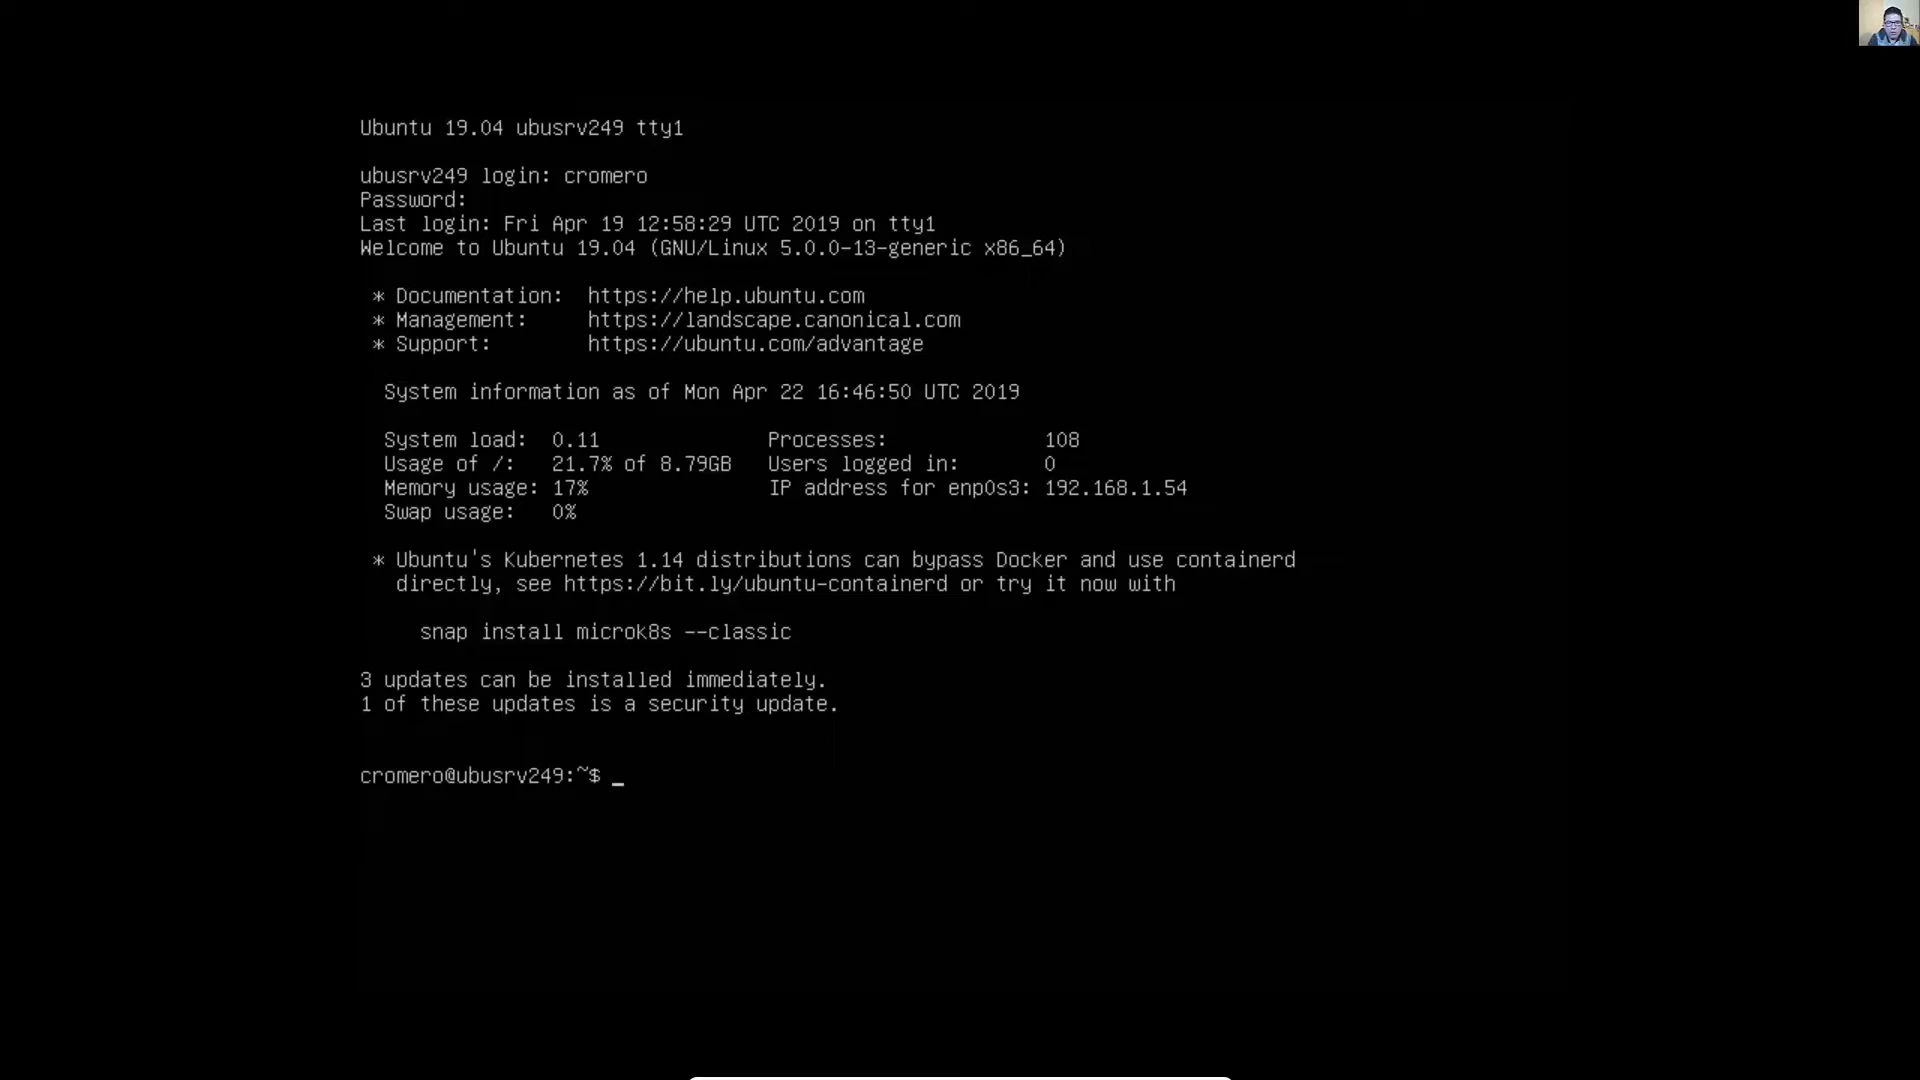 Ubuntu 19.04 ubusrv249 tty1
ubusrv249 login: cromero
Password:
Last login: Fri Apr 19 12:58:29 UTC 2019 on tty1
Welcome to Ubuntu 19.04 (GNU/Linux 5.0.0-13-generic x86_64)
* Documentation: https://help.ubuntu.com
* Management: https://landscape.canonical.com
* Support: https://ubuntu.com/advantage
System information as of Mon Apr 22 16:46:50 UTC 2019
System load: 0.11 Processes: 108
Usage of /: 21.7% of 8.79GB Users logged in: 0
Memory usage: 17% IP address for enp0s3: 192.168.1.54
Swap usage: 0%
* Ubuntu's Kubernetes 1.14 distributions can bypass Docker and use containerd
directly, see https://bit.ly/ubuntu-containerd or try it now with
snap install microk8s --classic
3 updates can be installed immediately.
1 of these updates is a security update.
cromero@ubusrv249:~$ _